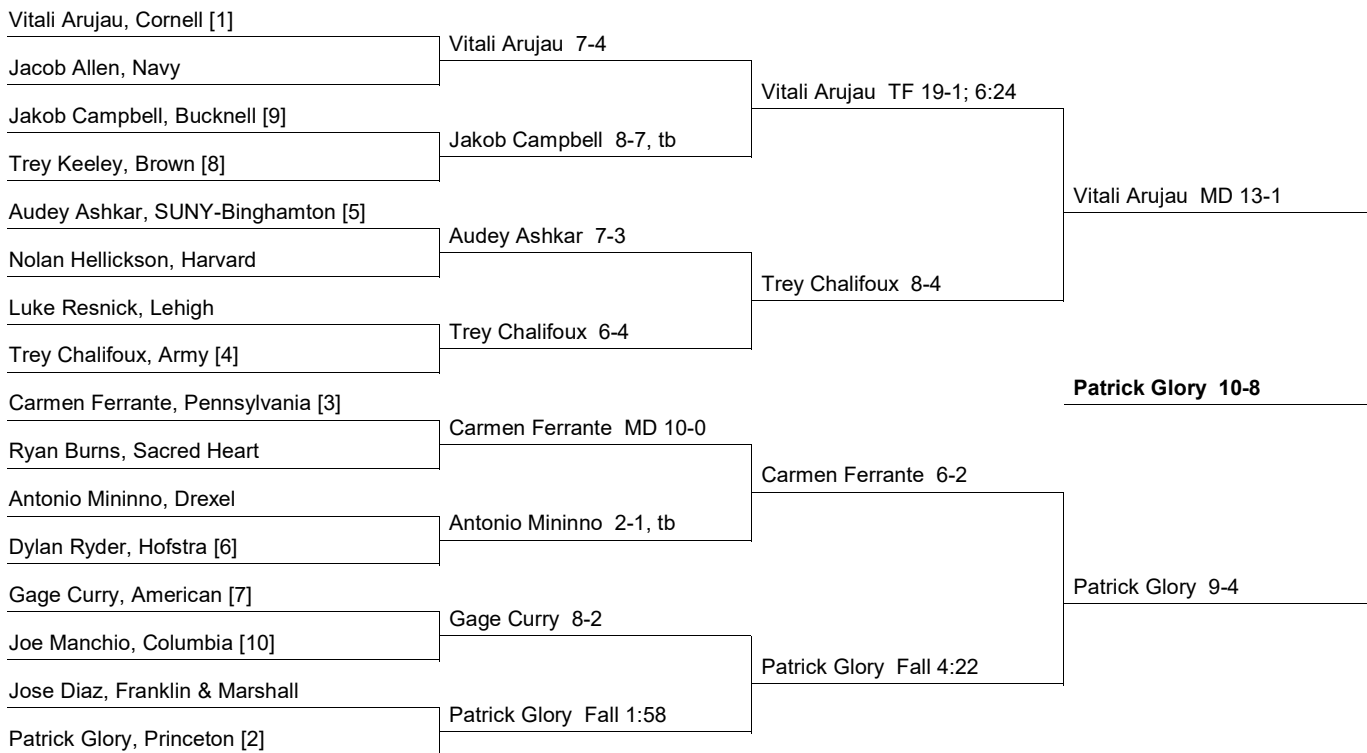 Vitali Arujau, Cornell [1]
Vitali Arujau 7-4
Jacob Allen, Navy
Vitali Arujau TF 19-1; 6:24
Jakob Campbell, Bucknell [9]
Jakob Campbell 8-7, tb
Trey Keeley, Brown [8]
Vitali Arujau MD 13-1
Audey Ashkar, SUNY-Binghamton [5]
Audey Ashkar 7-3
Nolan Hellickson, Harvard
Trey Chalifoux 8-4
Luke Resnick, Lehigh
Trey Chalifoux 6-4
Trey Chalifoux, Army [4]
Patrick Glory 10-8
Carmen Ferrante, Pennsylvania [3]
Carmen Ferrante MD 10-0
Ryan Burns, Sacred Heart
Carmen Ferrante 6-2
Antonio Mininno, Drexel
Antonio Mininno 2-1, tb
Dylan Ryder, Hofstra [6]
Patrick Glory 9-4
Gage Curry, American [7]
Gage Curry 8-2
Joe Manchio, Columbia [10]
Patrick Glory Fall 4:22
Jose Diaz, Franklin & Marshall
Patrick Glory Fall 1:58
Patrick Glory, Princeton [2]